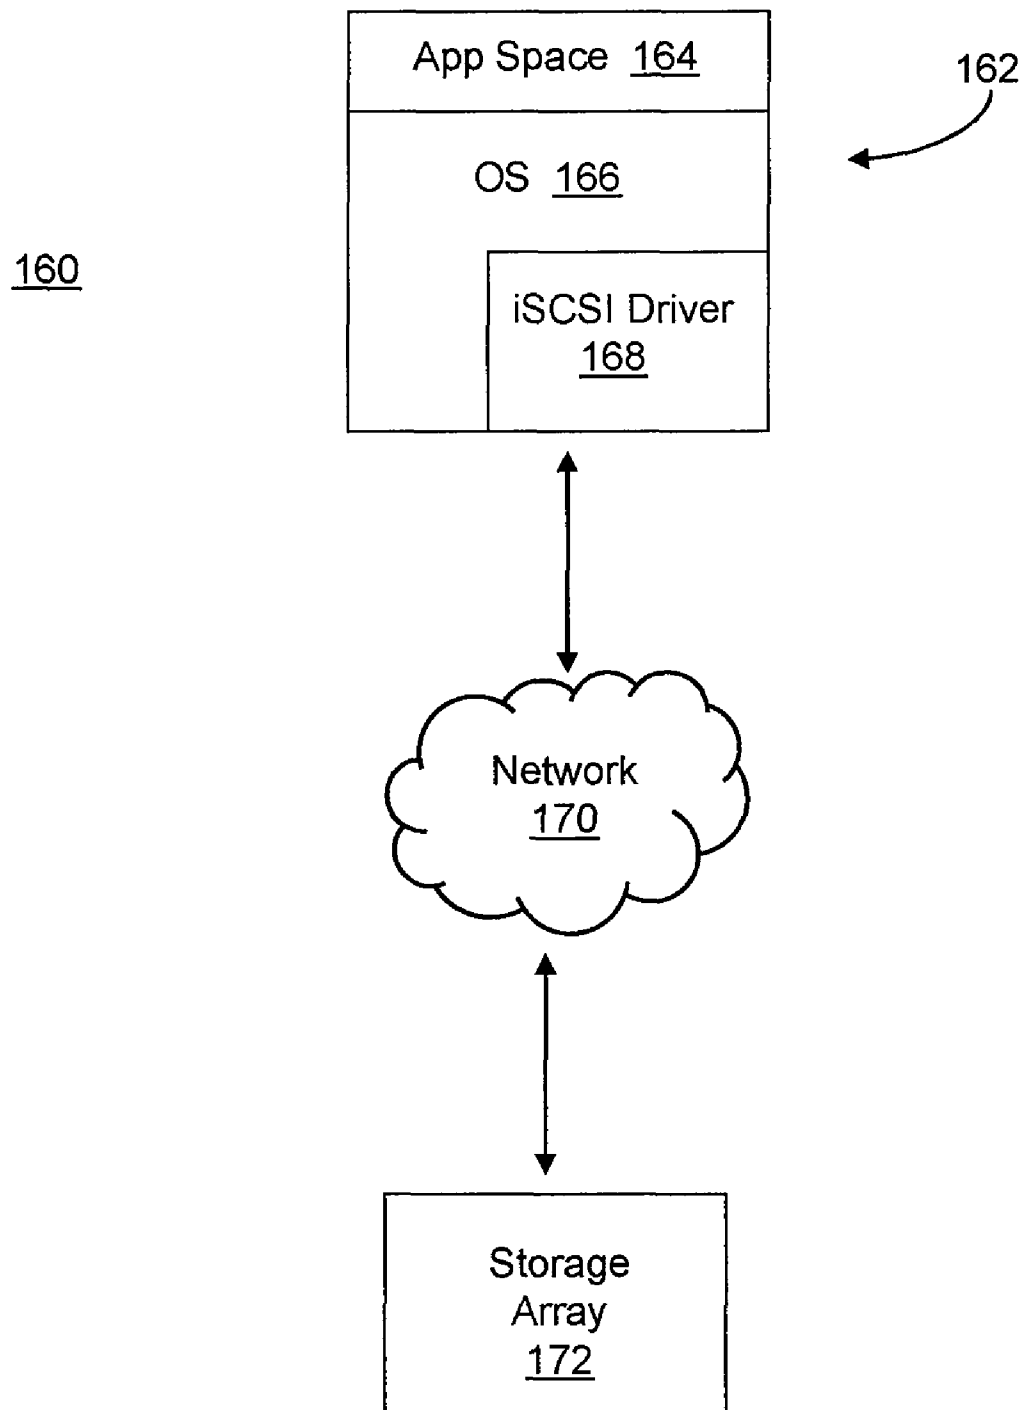 App Space 164
162
OS 166
160
iSCSI Driver
168
Network
170
Storage
Array
172